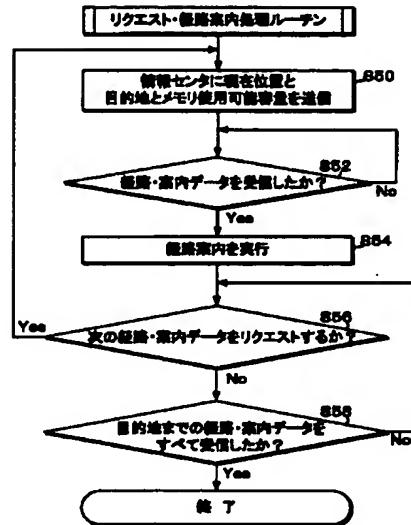 リクエスト・経路案内処理ルーチン
情報センタに現在位置と
目的地とメモリ使用可能容量を送信
S50
経路・案内データを受信したか?
S52
No
Yes
経路案内を実行
S54
次の経路・案内データをリクエストするか?
S56
Yes
No
目的地までの経路・案内データを
すべて受信したか?
S58
No
Yes
終了